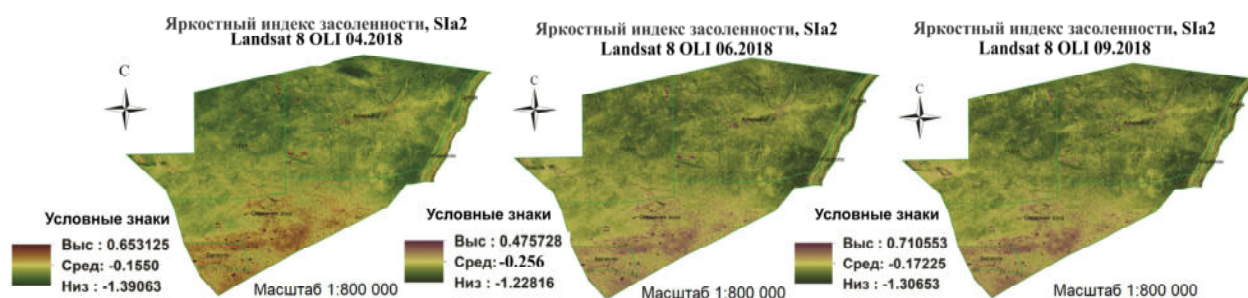 Яркостный индекс засоленности, SIa2
Landsat 8 OLI 04.2018
С
Условные знаки
Выс : 0.653125
Сред: -0.1550
Низ : -1.39063
Масштаб 1:800 000
Яркостный индекс засоленности, SIa2
Landsat 8 OLI 06.2018
С
Условные знаки
Выс : 0.475728
Сред: -0.256
Низ : -1.22816
Масштаб 1:800 000
Яркостный индекс засоленности, SIa2
Landsat 8 OLI 09.2018
С
Условные знаки
Выс : 0.710553
Сред: -0.17225
Низ : -1.30653
Масштаб 1:800 000